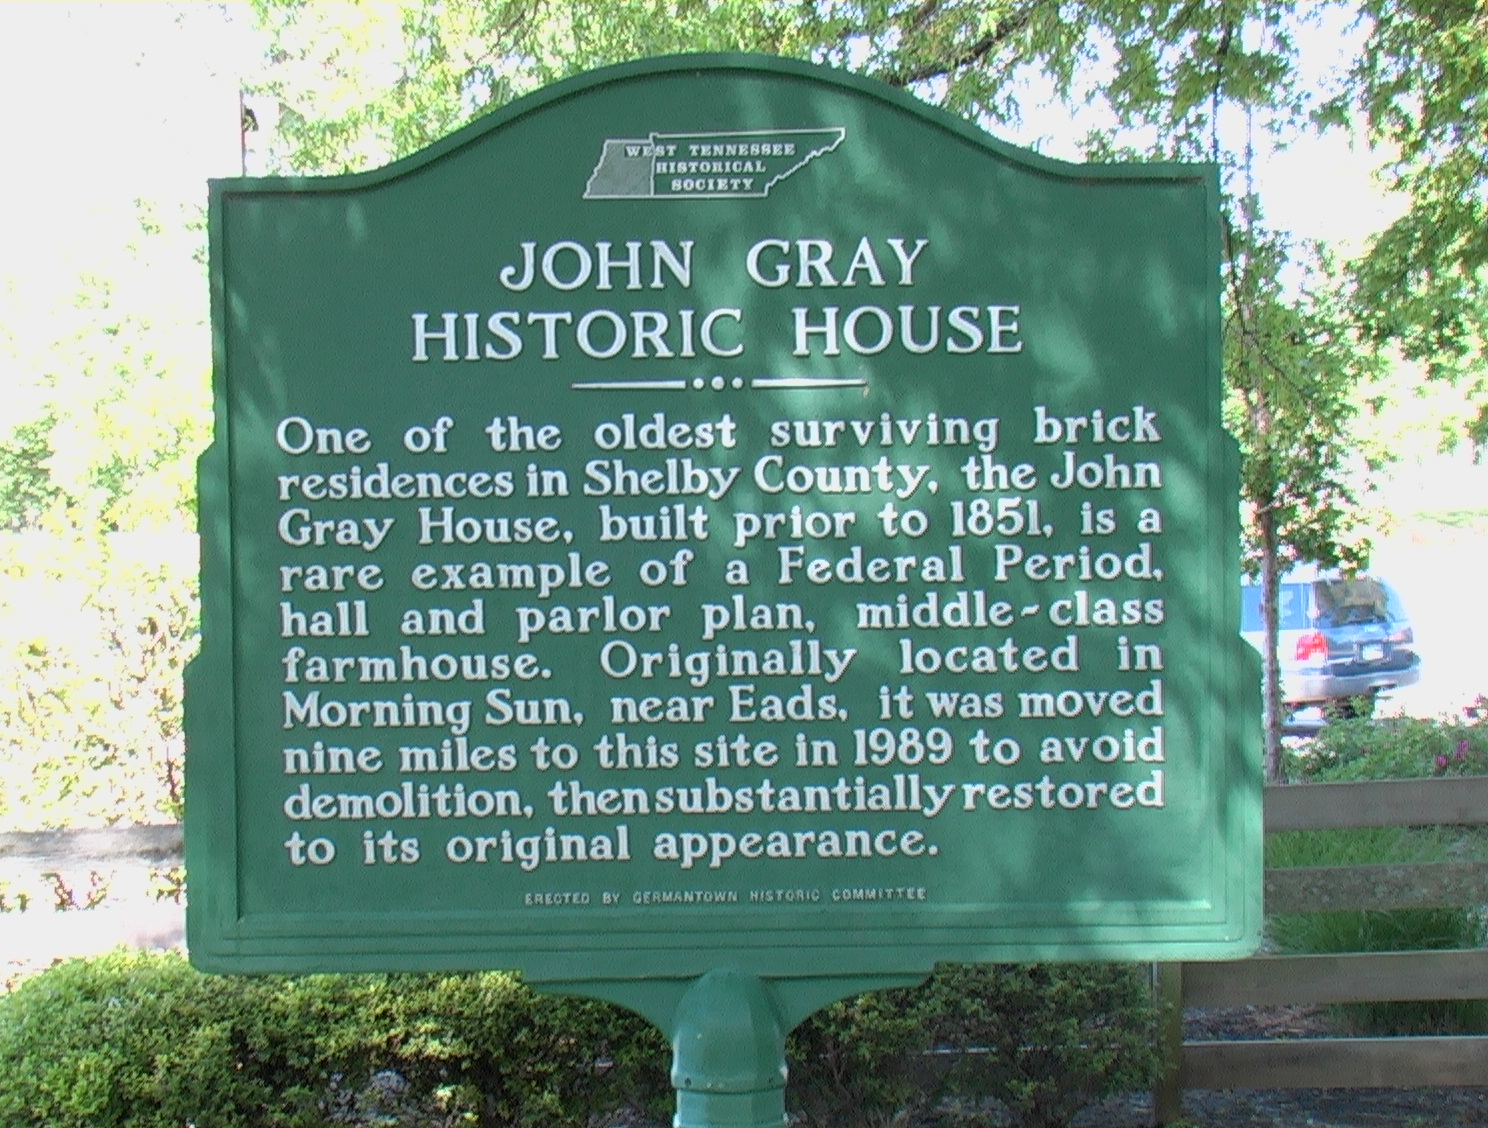 WEST TENNESSEE
HISTORICAL
SOCIETY
JOHN GRAY
HISTORIC HOUSE
One of the oldest surviving brick
residences in Shelby County, the John
Gray House, built prior to 1851, is a
rare example of a Federal Period,
hall and parlor plan, middle-class
farmhouse. Originally located in
Morning Sun, near Eads, it was moved
nine miles to this site in 1989 to avoid
demolition, then substantially restored
to its original appearance.
ERECTED BY GERMANTOWN HISTORIC COMMITTEE